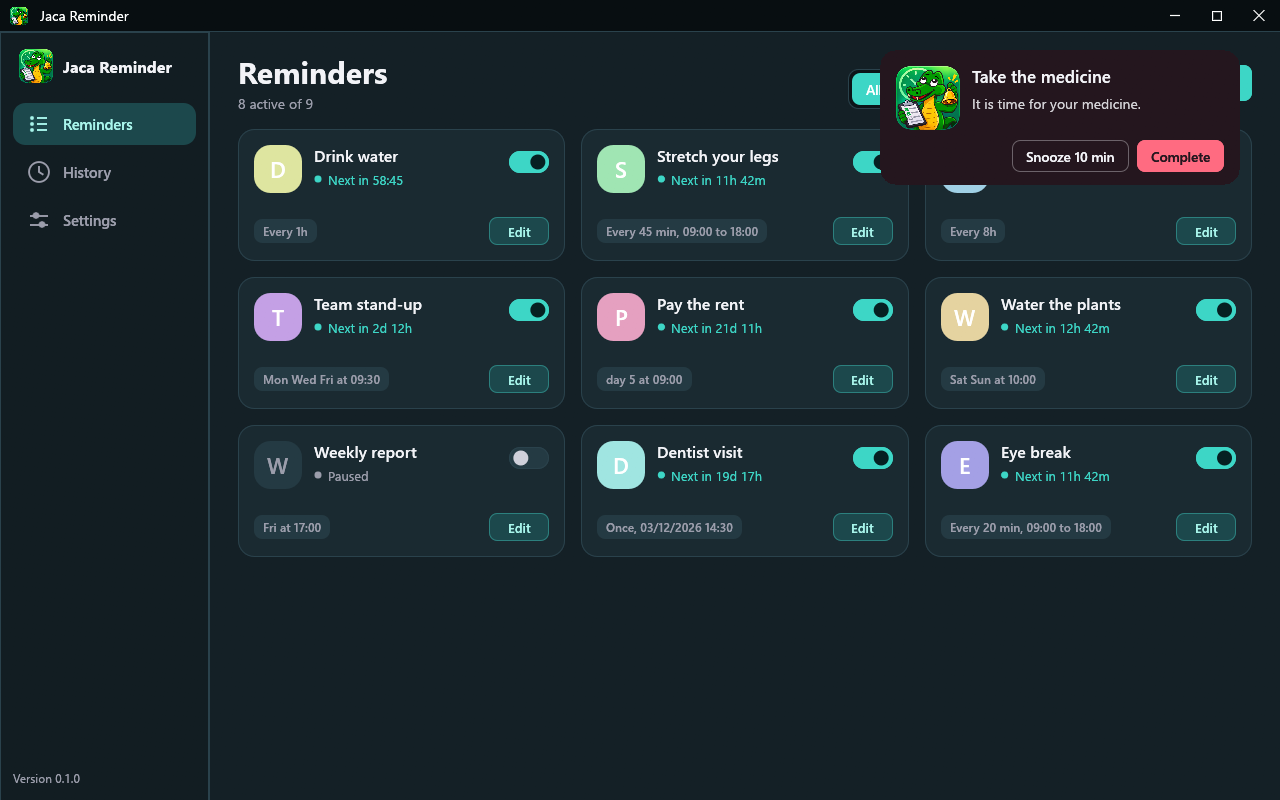 Jaca Reminder
Jaca Reminder
Reminders
History
Settings
Version 0.1.0
Reminders
8 active of 9
Take the medicine
It is time for your medicine.
Snooze 10 min
Complete
D
Drink water
Next in 58:45
Every 1h
Edit
S
Stretch your legs
Next in 11h 42m
Every 45 min, 09:00 to 18:00
Edit
Every 8h
Edit
T
Team stand-up
Next in 2d 12h
Mon Wed Fri at 09:30
Edit
P
Pay the rent
Next in 21d 11h
day 5 at 09:00
Edit
W
Water the plants
Next in 12h 42m
Sat Sun at 10:00
Edit
W
Weekly report
Paused
Fri at 17:00
Edit
D
Dentist visit
Next in 19d 17h
Once, 03/12/2026 14:30
Edit
E
Eye break
Next in 11h 42m
Every 20 min, 09:00 to 18:00
Edit